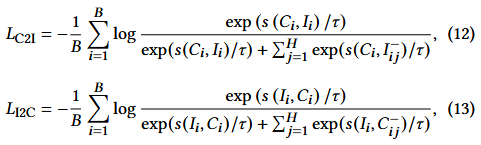 L_{C2I} = -\frac{1}{B} \sum_{i=1}^{B} \log \frac{\exp (s (C_i, I_i) / \tau)}{\exp(s(C_i, I_i)/\tau) + \sum_{j=1}^{H} \exp(s(C_i, I_{ij}^-)/\tau)}, (12)
L_{I2C} = -\frac{1}{B} \sum_{i=1}^{B} \log \frac{\exp (s (I_i, C_i) / \tau)}{\exp(s(I_i, C_i)/\tau) + \sum_{j=1}^{H} \exp(s(I_i, C_{ij}^-)/\tau)}, (13)